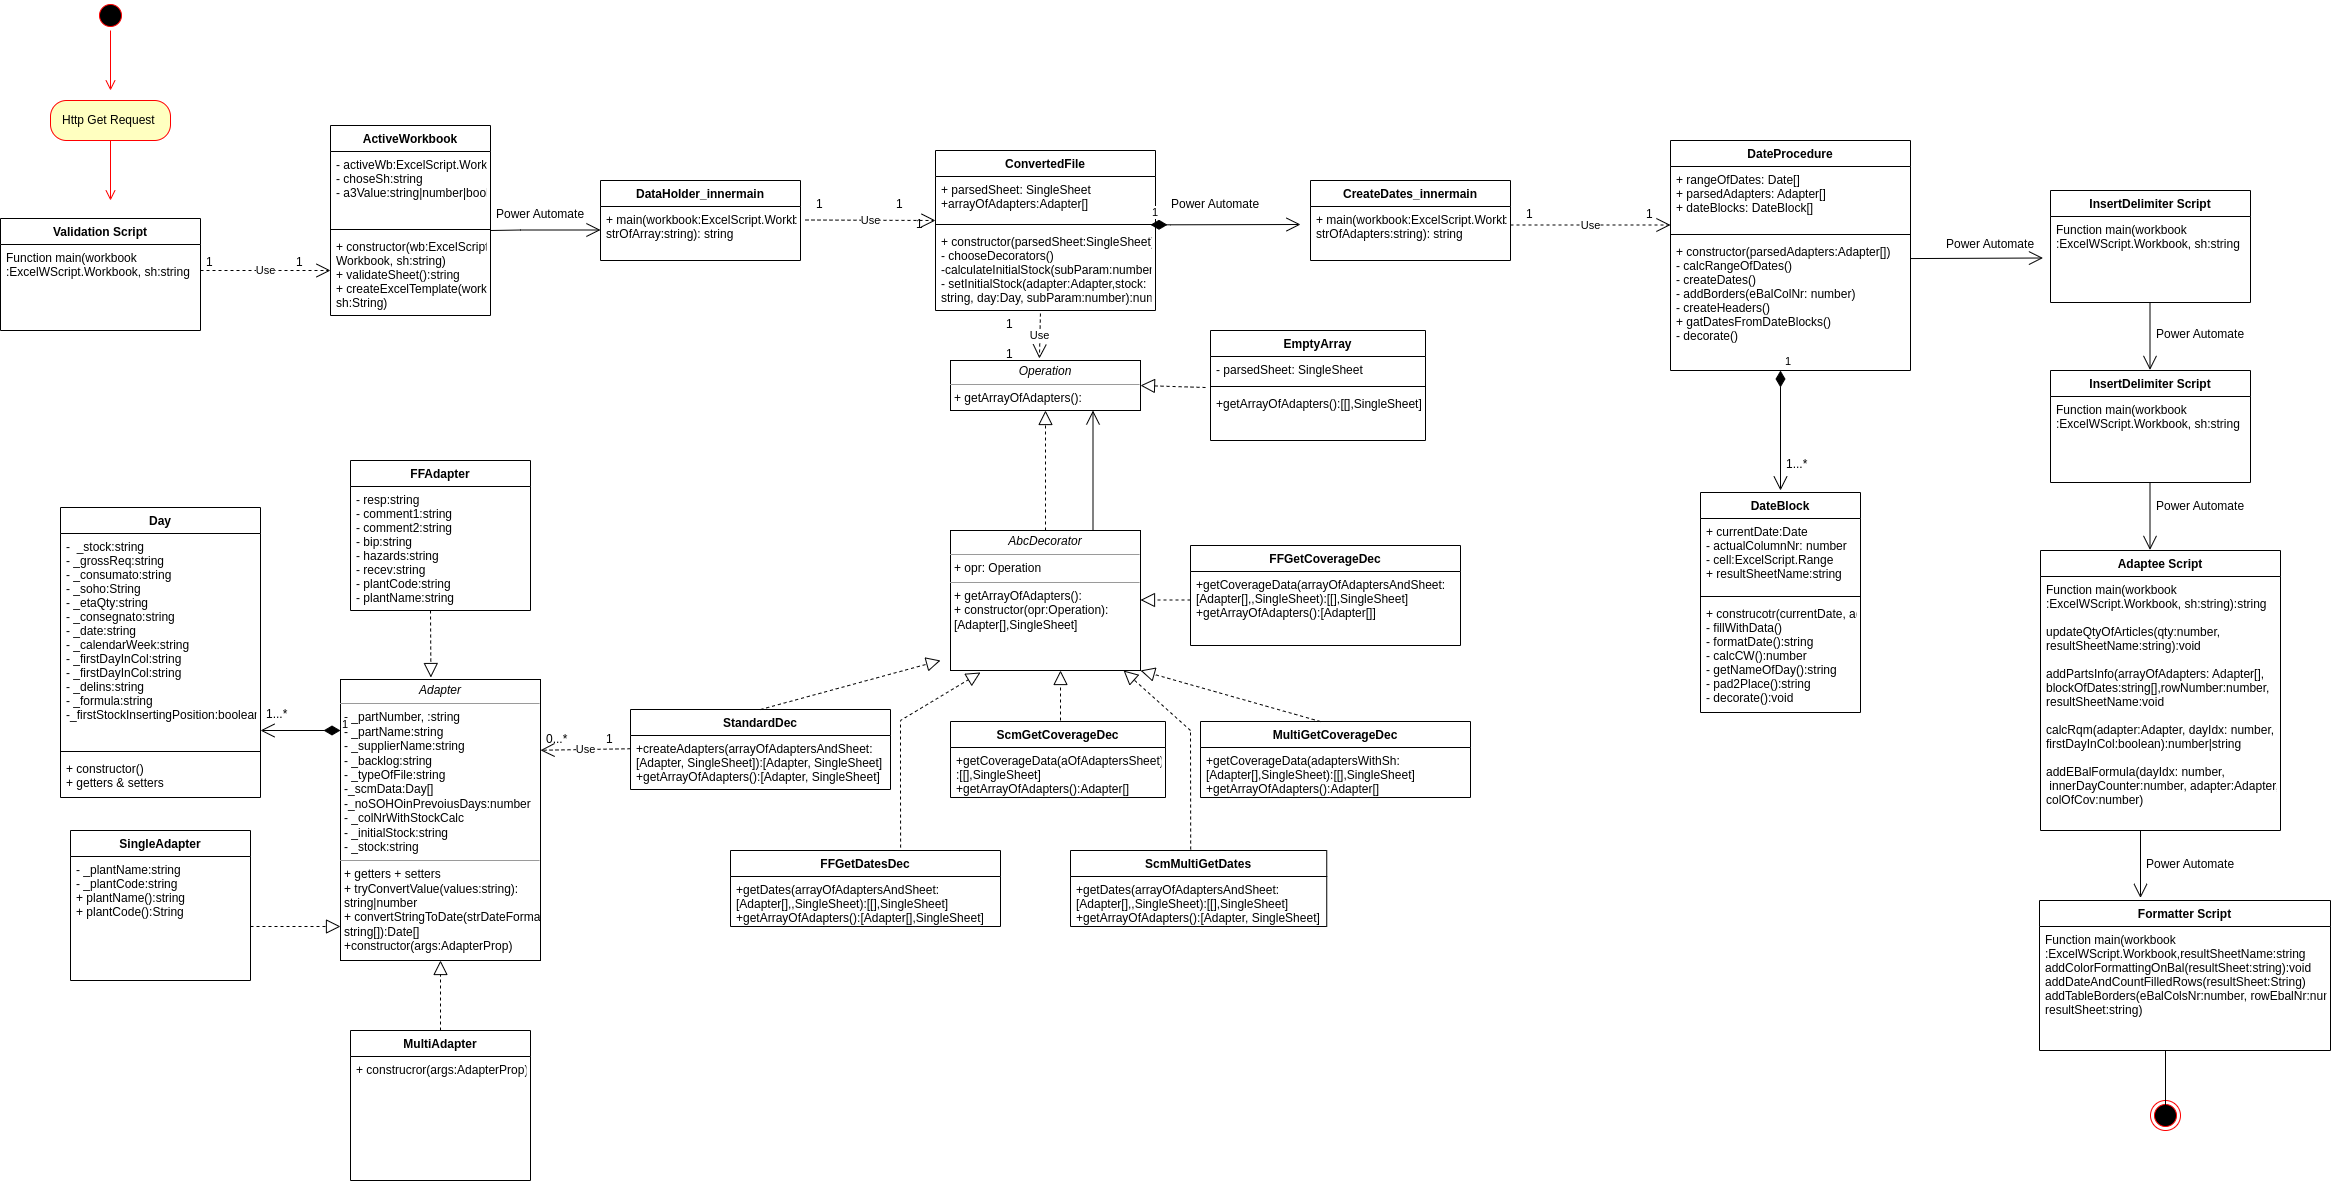 Http Get Request
Validation Script
Function main(workbook
:ExcelWScript.Workbook, sh:string
1
Use
1
ActiveWorkbook
- activeWb:ExcelScript.Work
- choseSh:string
- a3Value:string|number|boo
+ constructor(wb:ExcelScript
Workbook, sh:string)
+ validateSheet():string
+ createExcelTemplate(work
sh:String)
Power Automate
DataHolder_innermain
+ main(workbook:ExcelScript.Workb
strOfArray:string): string
1
Use
1
1
ConvertedFile
+ parsedSheet: SingleSheet
+arrayOfAdapters:Adapter[]
+ constructor(parsedSheet:SingleSheet
- chooseDecorators()
-calculateInitialStock(subParam:number
- setInitialStock(adapter:Adapter,stock:
string, day:Day, subParam:number):num
1
Power Automate
CreateDates_innermain
+ main(workbook:ExcelScript.Workb
strOfAdapters:string): string
1
Use
1
DateProcedure
+ rangeOfDates: Date[]
+ parsedAdapters: Adapter[]
+ dateBlocks: DateBlock[]
+ constructor(parsedAdapters:Adapter[])
- calcRangeOfDates()
- createDates()
- addBorders(eBalColNr: number)
- createHeaders()
+ gatDatesFromDateBlocks()
- decorate()
1
1...*
Power Automate
InsertDelimiter Script
Function main(workbook
:ExcelWScript.Workbook, sh:string
Power Automate
InsertDelimiter Script
Function main(workbook
:ExcelWScript.Workbook, sh:string
Power Automate
1
Use
1
Operation
+ getArrayOfAdapters():
EmptyArray
- parsedSheet: SingleSheet
+getArrayOfAdapters():[[],SingleSheet]
AbcDecorator
+ opr: Operation
+ getArrayOfAdapters():
+ constructor(opr:Operation):
[Adapter[],SingleSheet]
FFGetCoverageDec
+getCoverageData(arrayOfAdaptersAndSheet:
[Adapter[],,SingleSheet):[[],SingleSheet]
+getArrayOfAdapters():[Adapter[]]
DateBlock
+ currentDate:Date
- actualColumnNr: number
- cell:ExcelScript.Range
+ resultSheetName:string
+ construcotr(currentDate, a
- fillWithData()
- formatDate():string
- calcCW():number
- getNameOfDay():string
- pad2Place():string
- decorate():void
Adaptee Script
Function main(workbook
:ExcelWScript.Workbook, sh:string):string
updateQtyOfArticles(qty:number,
resultSheetName:string):void
addPartsInfo(arrayOfAdapters: Adapter[],
blockOfDates:string[],rowNumber:number,
resultSheetName:void
calcRqm(adapter:Adapter, dayIdx: number,
firstDayInCol:boolean):number|string
addEBalFormula(dayIdx: number,
innerDayCounter:number, adapter:Adapter
colOfCov:number)
Power Automate
Formatter Script
Function main(workbook
:ExcelWScript.Workbook,resultSheetName:string
addColorFormattingOnBal(resultSheet:string):void
addDateAndCountFilledRows(resultSheet:String)
addTableBorders(eBalColsNr:number, rowEbalNr:num
resultSheet:string)
FFAdapter
- resp:string
- comment1:string
- comment2:string
- bip:string
- hazards:string
- recev:string
- plantCode:string
- plantName:string
Day
- _stock:string
- _grossReq:string
- _consumato:string
- _soho:String
- _etaQty:string
- _consegnato:string
- _date:string
- _calendarWeek:string
- _firstDayInCol:string
- _firstDayInCol:string
- _delins:string
- _formula:string
-_firstStockInsertingPosition:boolean
+ constructor()
+ getters & setters
1...*
1
Adapter
- _partNumber, :string
- _partName:string
- _supplierName:string
- _backlog:string
- _typeOfFile:string
-_scmData:Day[]
-_noSOHOinPrevoiusDays:number
- _colNrWithStockCalc
- _initialStock:string
- _stock:string
+ getters + setters
+ tryConvertValue(values:string):
string|number
+ convertStringToDate(strDateForma
string[]):Date[]
+constructor(args:AdapterProp)
0...*
Use
1
StandardDec
+createAdapters(arrayOfAdaptersAndSheet:
[Adapter, SingleSheet]):[Adapter, SingleSheet]
+getArrayOfAdapters():[Adapter, SingleSheet]
ScmGetCoverageDec
+getCoverageData(aOfAdaptersSheet)
:[[],SingleSheet]
+getArrayOfAdapters():Adapter[]
MultiGetCoverageDec
+getCoverageData(adaptersWithSh:
[Adapter[],SingleSheet):[[],SingleSheet]
+getArrayOfAdapters():Adapter[]
FFGetDatesDec
+getDates(arrayOfAdaptersAndSheet:
[Adapter[],,SingleSheet):[[],SingleSheet]
+getArrayOfAdapters():[Adapter[],SingleSheet]
ScmMultiGetDates
+getDates(arrayOfAdaptersAndSheet:
[Adapter[],,SingleSheet):[[],SingleSheet]
+getArrayOfAdapters():[Adapter, SingleSheet]
SingleAdapter
- _plantName:string
- _plantCode:string
+ plantName():string
+ plantCode():String
MultiAdapter
+ construcror(args:AdapterProp)